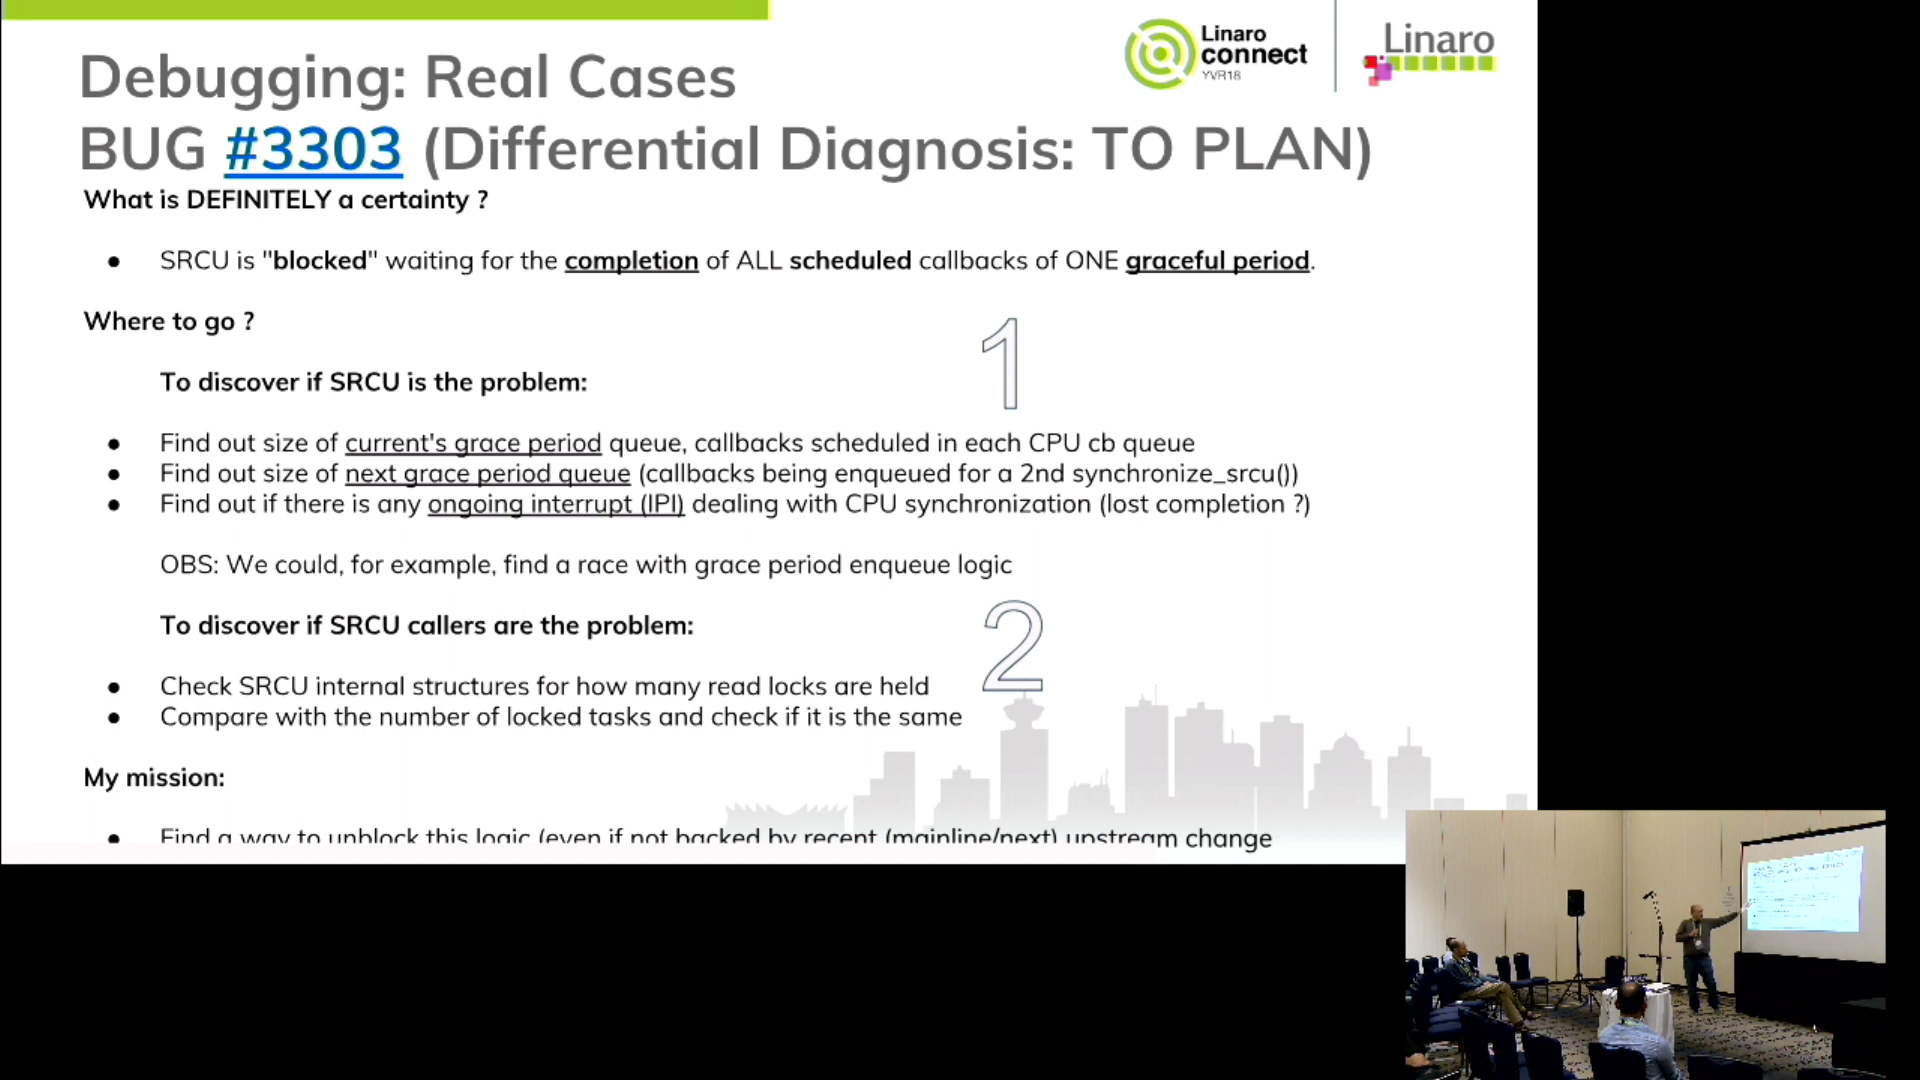 Linaro
connect
YVR18
Linaro
Debugging: Real Cases
BUG #3303 (Differential Diagnosis: TO PLAN)
What is DEFINITELY a certainty ?
● SRCU is "blocked" waiting for the completion of ALL scheduled callbacks of ONE graceful period.
Where to go ?
1
To discover if SRCU is the problem:
● Find out size of current's grace period queue, callbacks scheduled in each CPU cb queue
● Find out size of next grace period queue (callbacks being enqueued for a 2nd synchronize_srcu())
● Find out if there is any ongoing interrupt (IPI) dealing with CPU synchronization (lost completion ?)
OBS: We could, for example, find a race with grace period enqueue logic
2
To discover if SRCU callers are the problem:
● Check SRCU internal structures for how many read locks are held
● Compare with the number of locked tasks and check if it is the same
My mission:
● Find a way to unblock this logic (even if not backed by recent (mainline/next) upstream change